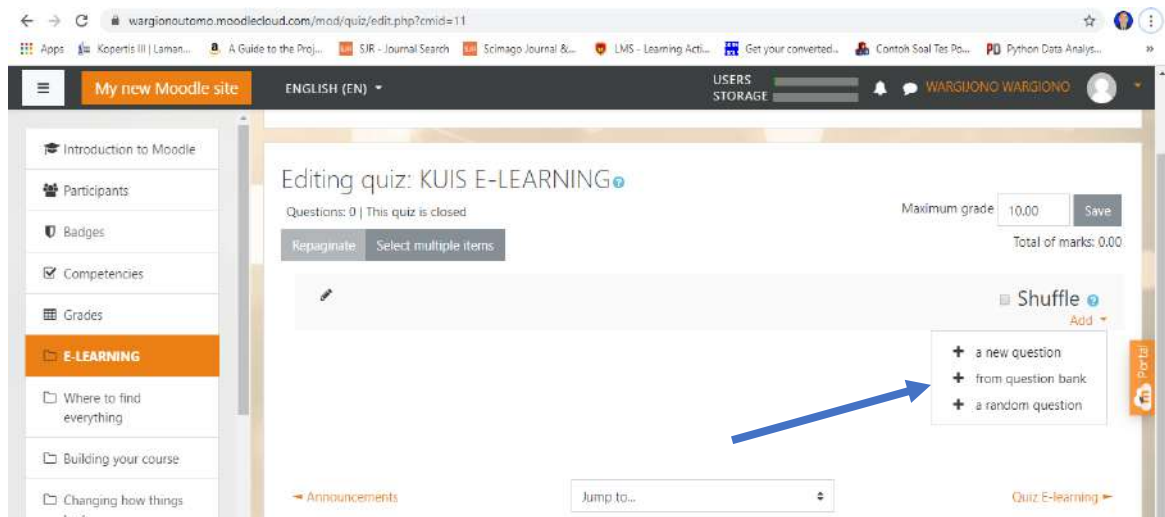 wargionoutomo.moodlecloud.com/mod/quiz/edit.php?cmid=11
Apps Kopertis III | Laman... A Guide to the Proj... SJR - Journal Search Scimago Journal &... LMS - Learning Acti... Get your converted... Contoh Soal Tes Po... Python Data Analys... »
My new Moodle site ENGLISH (EN) USERS
STORAGE WARGIJONO WARGIONO
Introduction to Moodle
Participants
Badges
Competencies
Grades
E-LEARNING
Where to find
everything
Building your course
Changing how things
Editing quiz: KUIS E-LEARNING
Questions: 0 | This quiz is closed
Maximum grade 10.00 Save
Repaginate Select multiple items
Total of marks: 0.00
Shuffle
Add
+ a new question
+ from question bank
+ a random question
Portal
◄ Announcements Jump to... Quiz E-learning ►